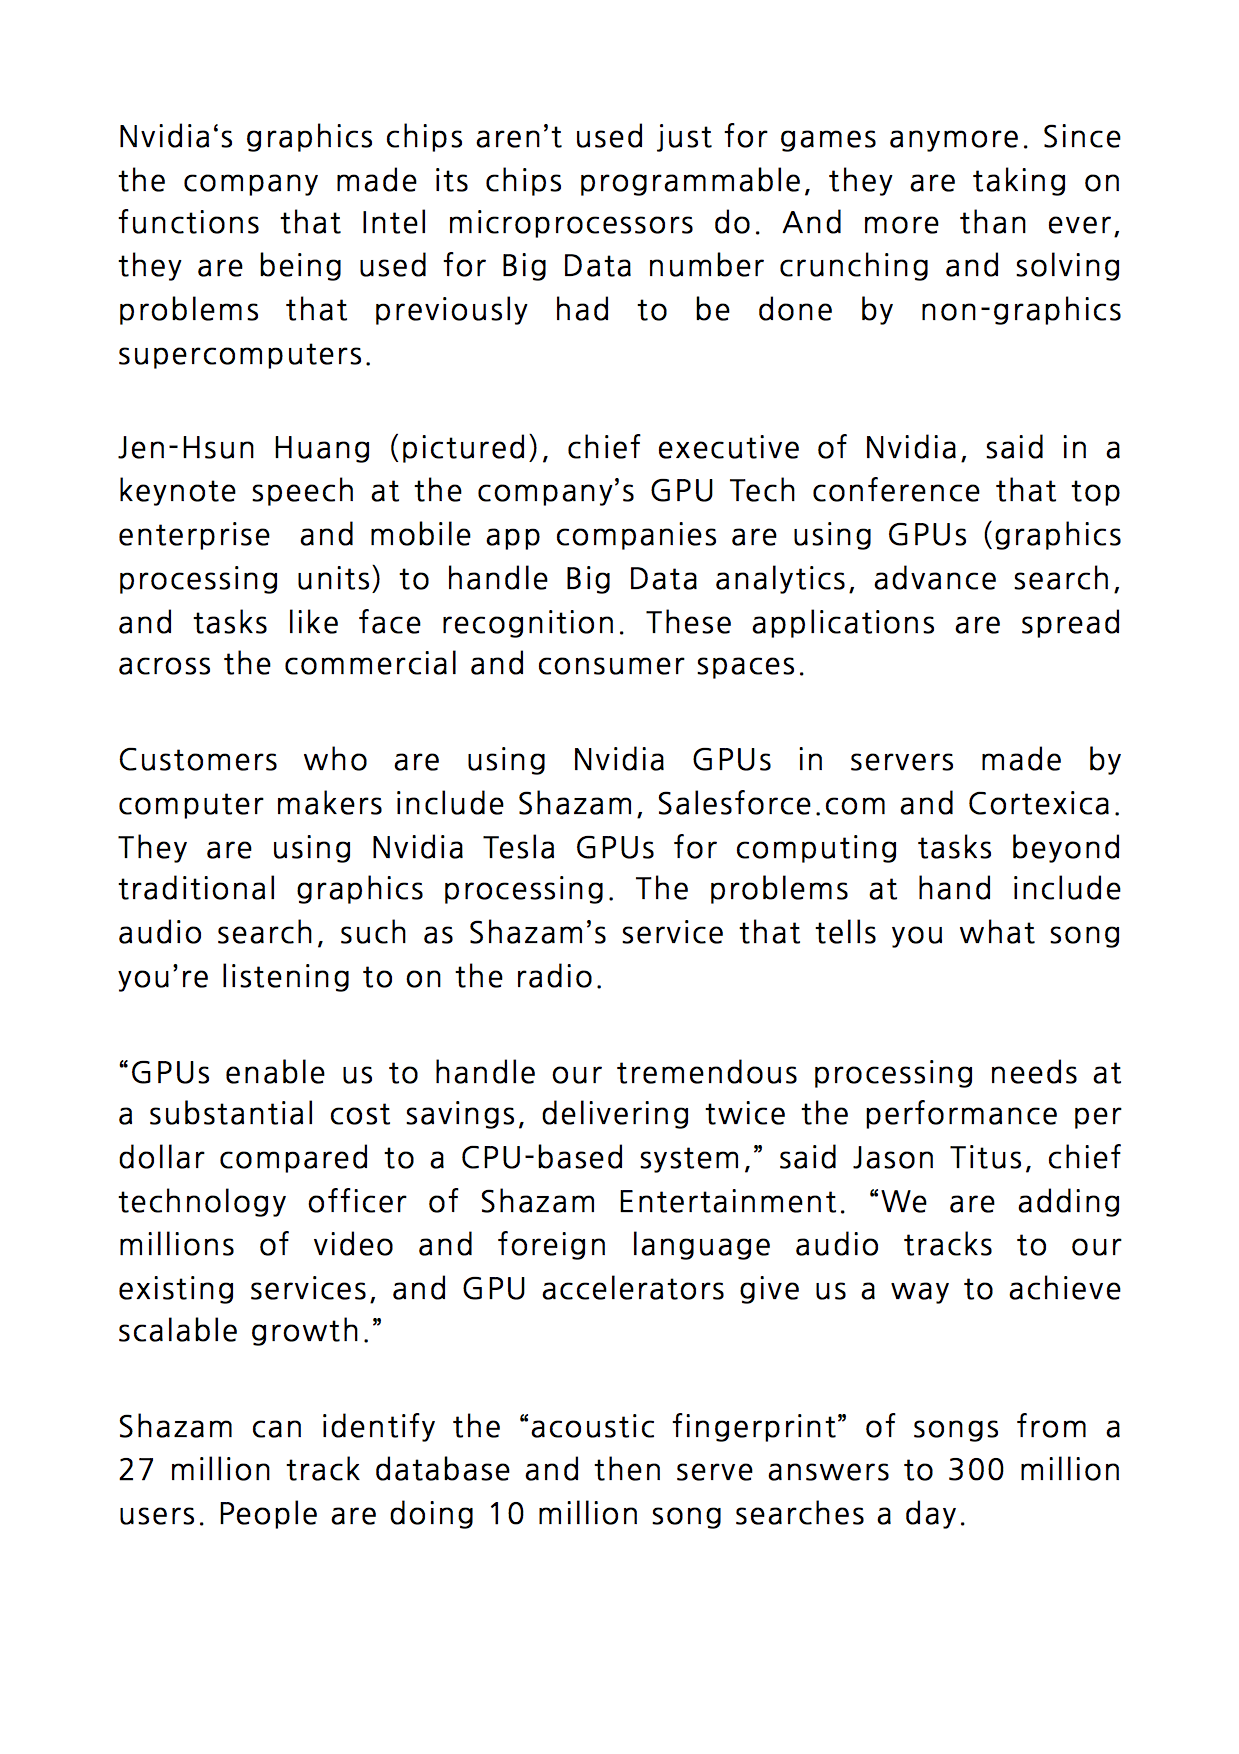 Nvidia‘s graphics chips aren’t used just for games anymore. Since
the company made its chips programmable, they are taking on
functions that Intel microprocessors do. And more than ever,
they are being used for Big Data number crunching and solving
problems that previously had to be done by non-graphics
supercomputers.
Jen-Hsun Huang (pictured), chief executive of Nvidia, said in a
keynote speech at the company’s GPU Tech conference that top
enterprise  and mobile app companies are using GPUs (graphics
processing units) to handle Big Data analytics, advance search,
and tasks like face recognition. These applications are spread
across the commercial and consumer spaces.
Customers who are using Nvidia GPUs in servers made by
computer makers include Shazam, Salesforce.com and Cortexica.
They are using Nvidia Tesla GPUs for computing tasks beyond
traditional graphics processing. The problems at hand include
audio search, such as Shazam’s service that tells you what song
you’re listening to on the radio.
“GPUs enable us to handle our tremendous processing needs at
a substantial cost savings, delivering twice the performance per
dollar compared to a CPU-based system,” said Jason Titus, chief
technology officer of Shazam Entertainment. “We are adding
millions of video and foreign language audio tracks to our
existing services, and GPU accelerators give us a way to achieve
scalable growth.”
Shazam can identify the “acoustic fingerprint” of songs from a
27 million track database and then serve answers to 300 million
users. People are doing 10 million song searches a day.